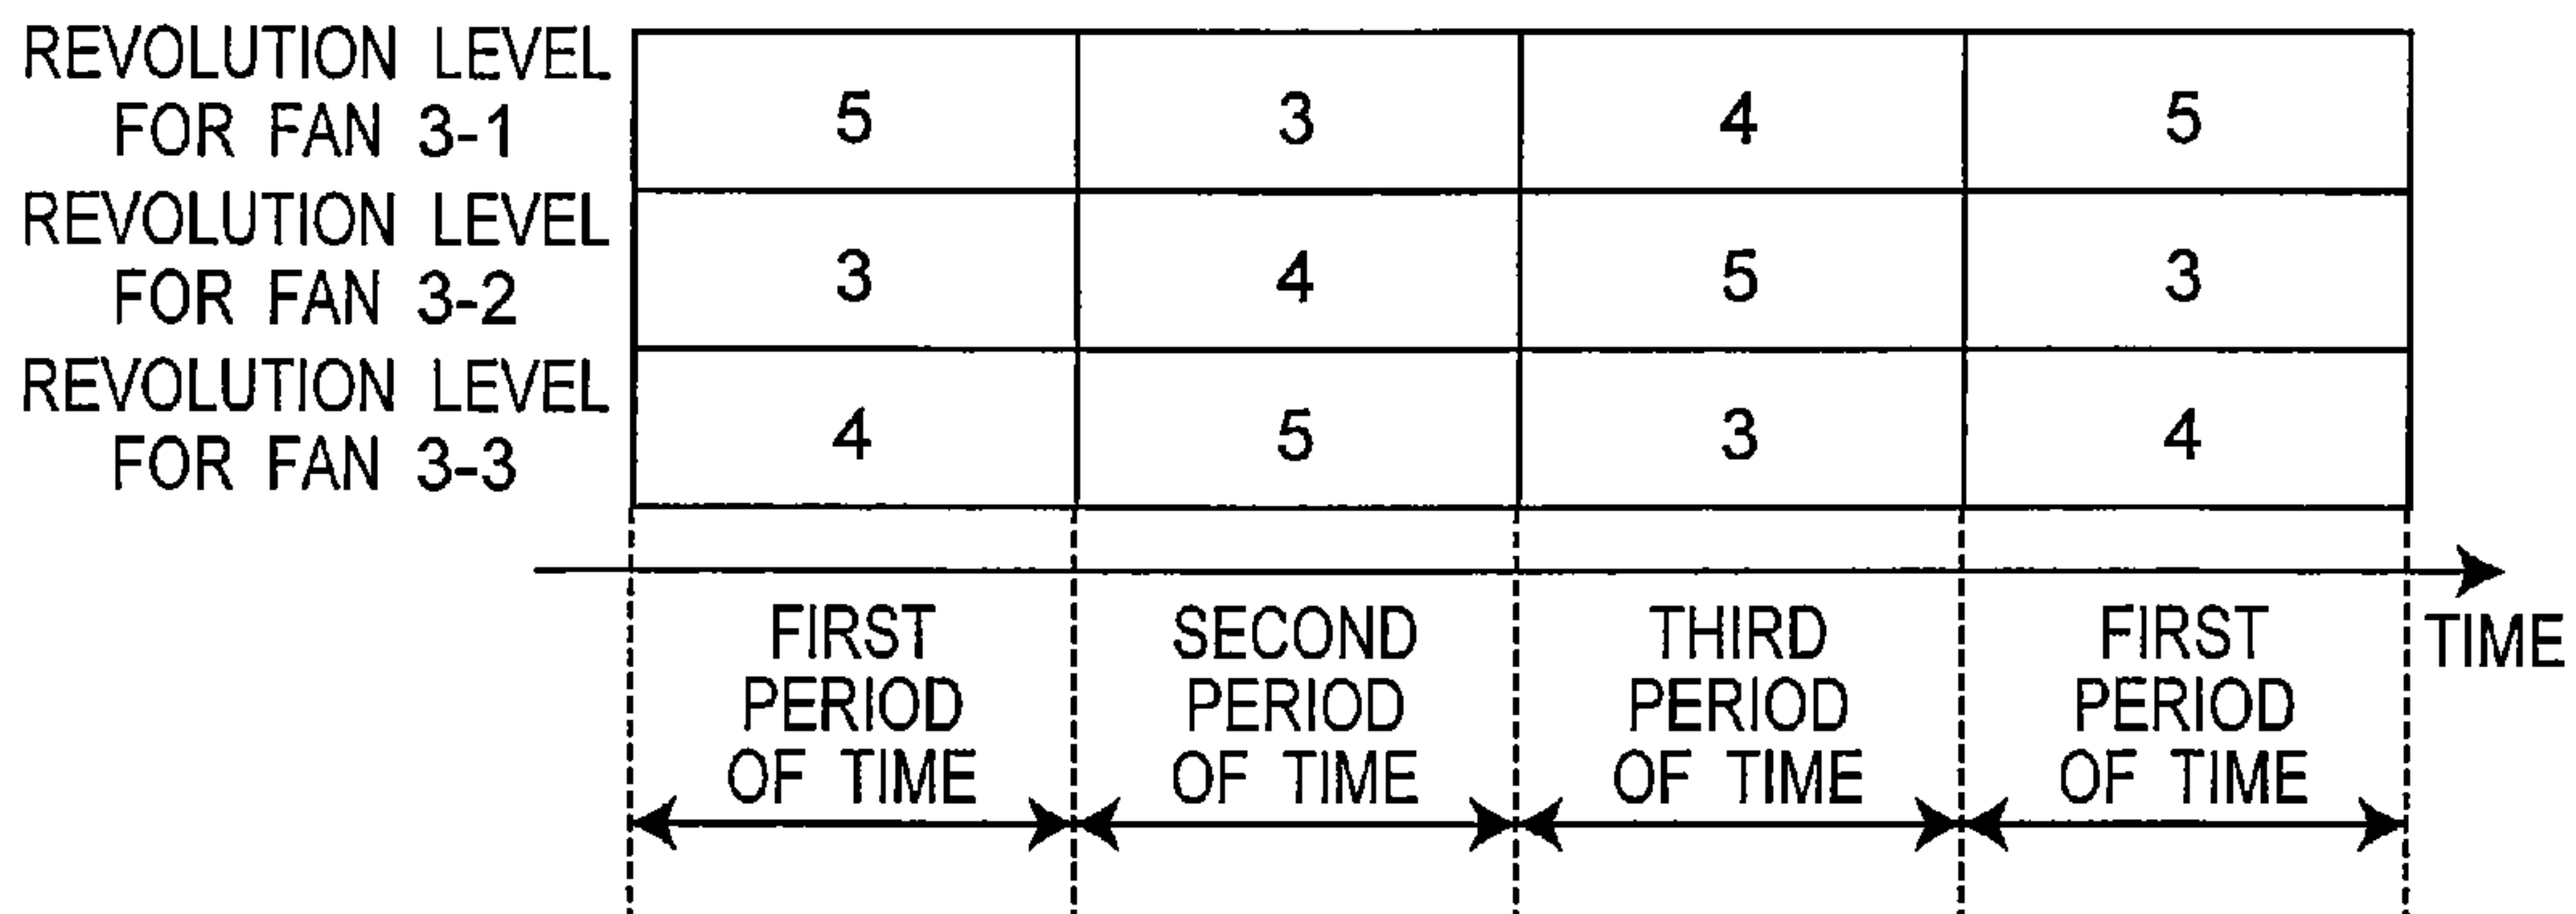 REVOLUTION LEVEL
FOR FAN 3-1
5 3 4 5
REVOLUTION LEVEL
FOR FAN 3-2
3 4 5 3
REVOLUTION LEVEL
FOR FAN 3-3
4 5 3 4
FIRST
PERIOD
OF TIME
SECOND
PERIOD
OF TIME
THIRD
PERIOD
OF TIME
FIRST
PERIOD
OF TIME
TIME